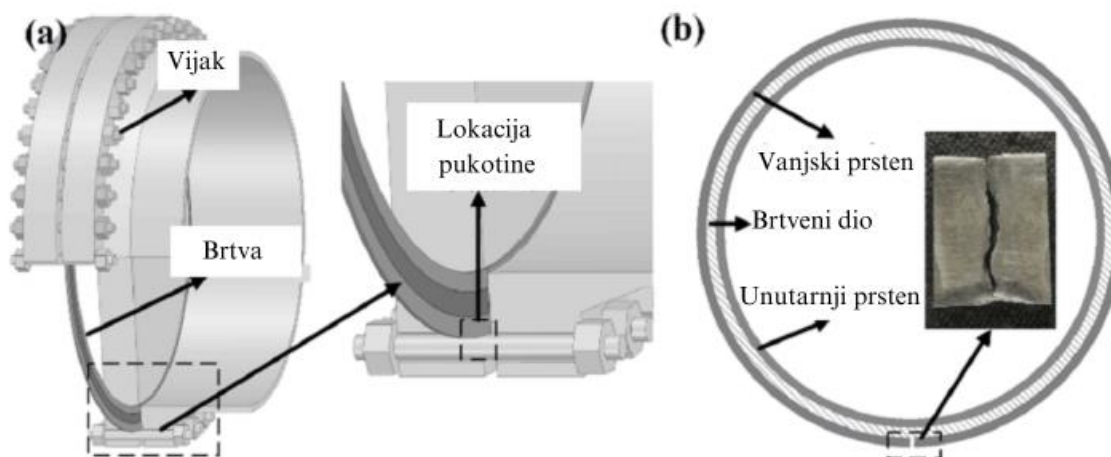 (a)
Vijak
Brtva
Lokacija
pukotine
(b)
Vanjski prsten
Brtveni dio
Unutarnji prsten